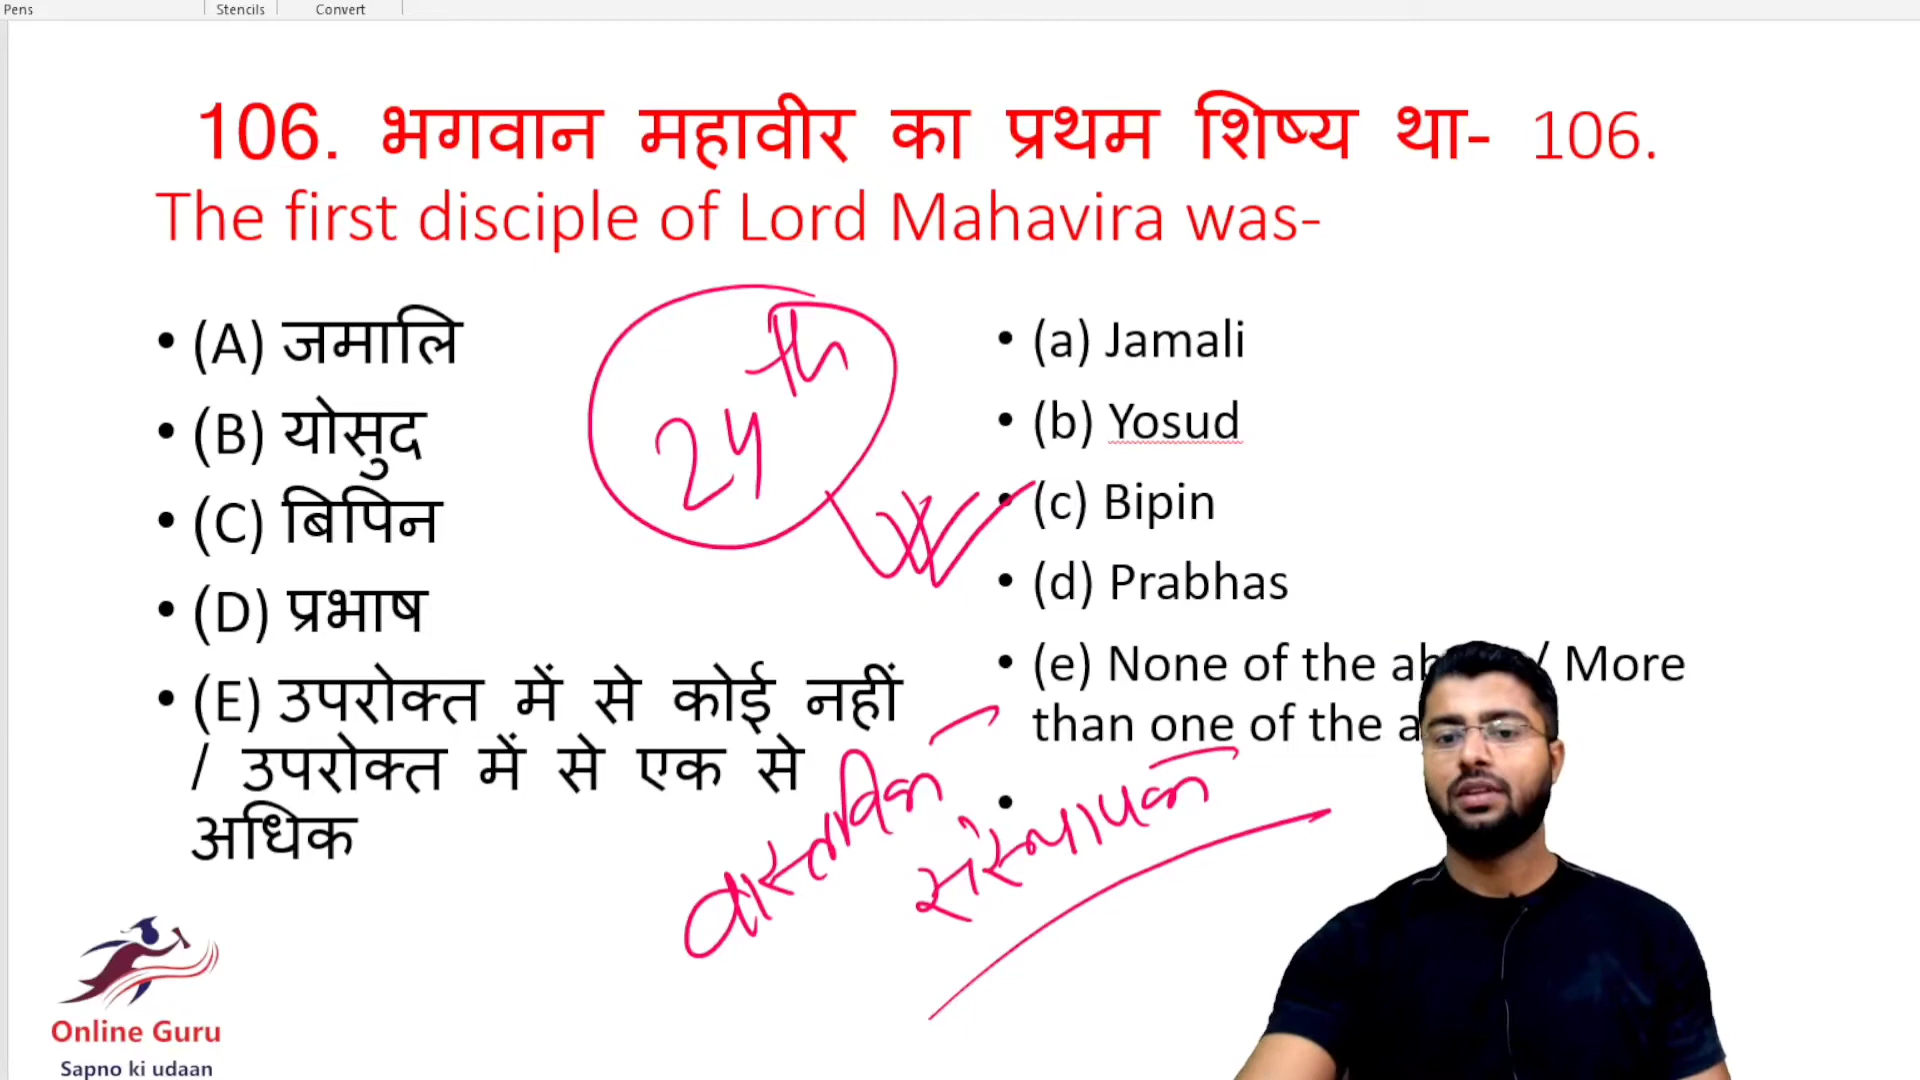 Pens Stencils Convert
106. भगवान महावीर का प्रथम शिष्य था- 106.
The first disciple of Lord Mahavira was-
• (A) जमालि
• (B) योसुद
• (C) बिपिन
• (D) प्रभाष
• (E) उपरोक्त में से कोई नहीं
/ उपरोक्त में से एक से
अधिक
• (a) Jamali
• (b) Yosud
• (c) Bipin
• (d) Prabhas
• (e) None of the / More
than one of the
24th
वास्तविक
संस्थापक
Online Guru
Sapno ki udaan